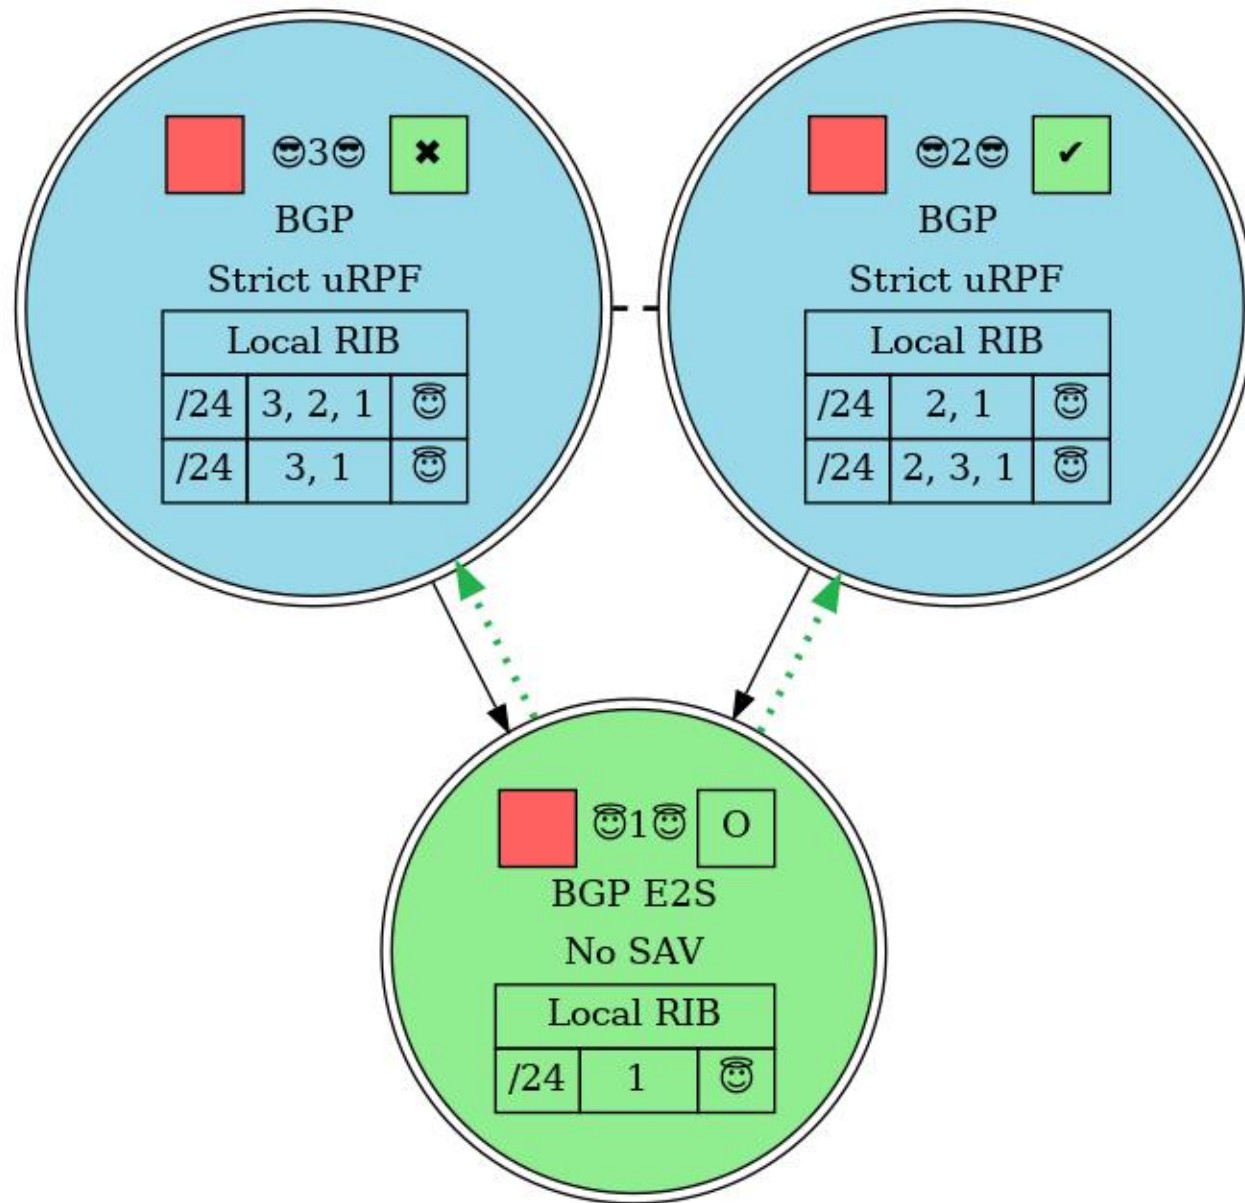 😎3😎 ✖
BGP
Strict uRPF
Local RIB
/24 3, 2, 1 😇
/24 3, 1 😇
😎2😎 ✔
BGP
Strict uRPF
Local RIB
/24 2, 1 😇
/24 2, 3, 1 😇
😇1😇 O
BGP E2S
No SAV
Local RIB
/24 1 😇